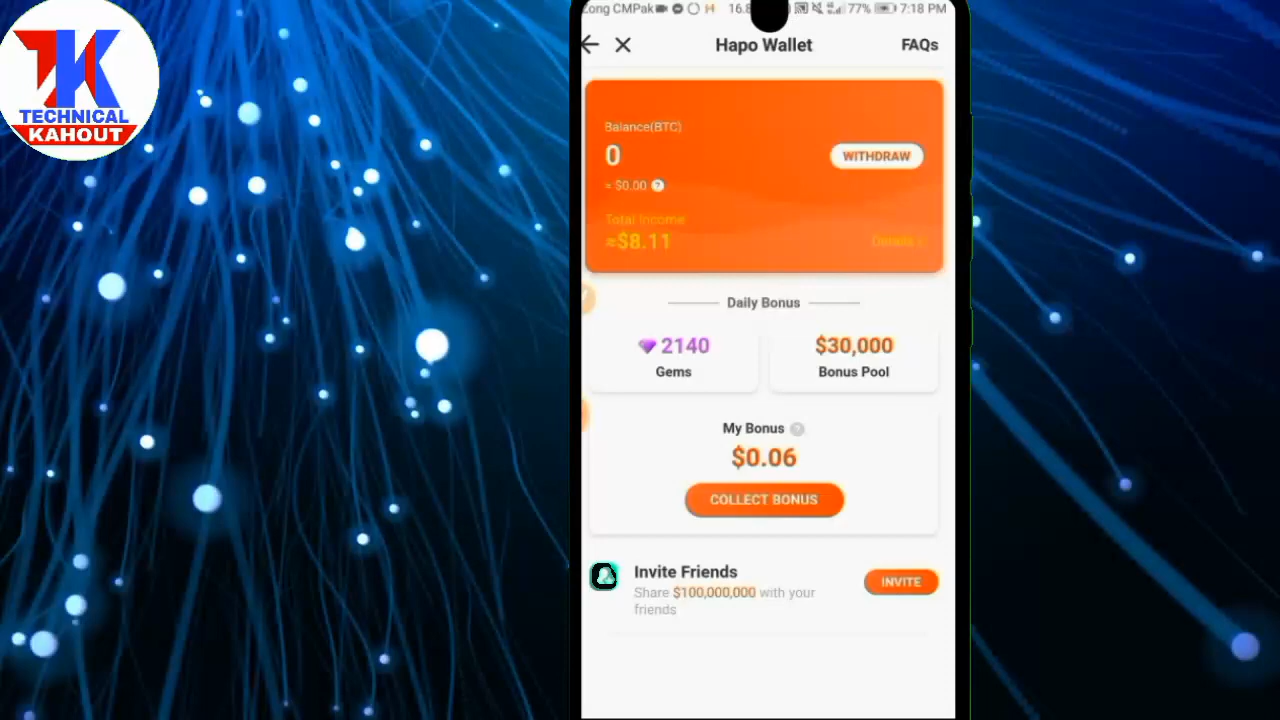 TECHNICAL
KAHOUT
Zong CMPak 16.8 77% 7:18 PM
Hapo Wallet
FAQs
Balance(BTC)
0
WITHDRAW
≈ $0.00 ?
Total Income
≈$8.11
Details >
Daily Bonus
2140
Gems
$30,000
Bonus Pool
My Bonus ?
$0.06
COLLECT BONUS
Invite Friends
Share $100,000,000 with your
friends
INVITE